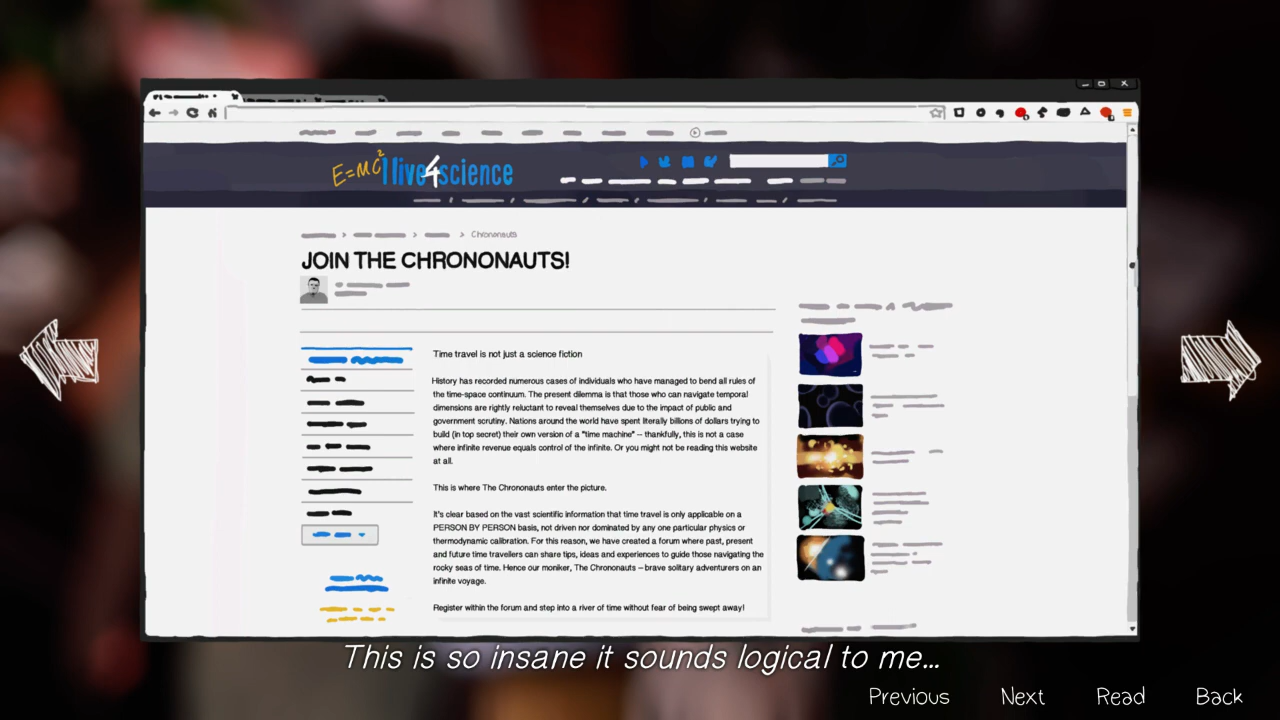 E=MC2 I live4science
Chrononauts
JOIN THE CHRONONAUTS!
Time travel is not just a science fiction
History has recorded numerous cases of individuals who have managed to bend all rules of
the time-space continuum. The present dilemma is that those who can navigate temporal
dimensions are rightly reluctant to reveal themselves due to the impact of public and
government scrutiny. Nations around the world have spent literally billions of dollars trying to
build (in top secret) their own version of a "time machine" -- thankfully, this is not a case
where infinite revenue equals control of the infinite. Or you might not be reading this website
at all.
This is where The Chrononauts enter the picture.
It's clear based on the vast scientific information that time travel is only applicable on a
PERSON BY PERSON basis, not driven nor dominated by any one particular physics or
thermodynamic calibration. For this reason, we have created a forum where past, present
and future time travellers can share tips, ideas and experiences to guide those navigating the
rocky seas of time. Hence our moniker, The Chrononauts – brave solitary adventurers on an
infinite voyage.
Register within the forum and step into a river of time without fear of being swept away!
This is so insane it sounds logical to me...
Previous Next Read Back